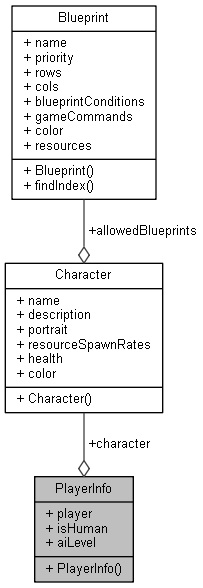 Blueprint
+ name
+ priority
+ rows
+ cols
+ blueprintConditions
+ gameCommands
+ color
+ resources
+ Blueprint()
+ findIndex()
+allowedBlueprints
Character
+ name
+ description
+ portrait
+ resourceSpawnRates
+ health
+ color
+ Character()
+character
PlayerInfo
+ player
+ isHuman
+ aiLevel
+ PlayerInfo()